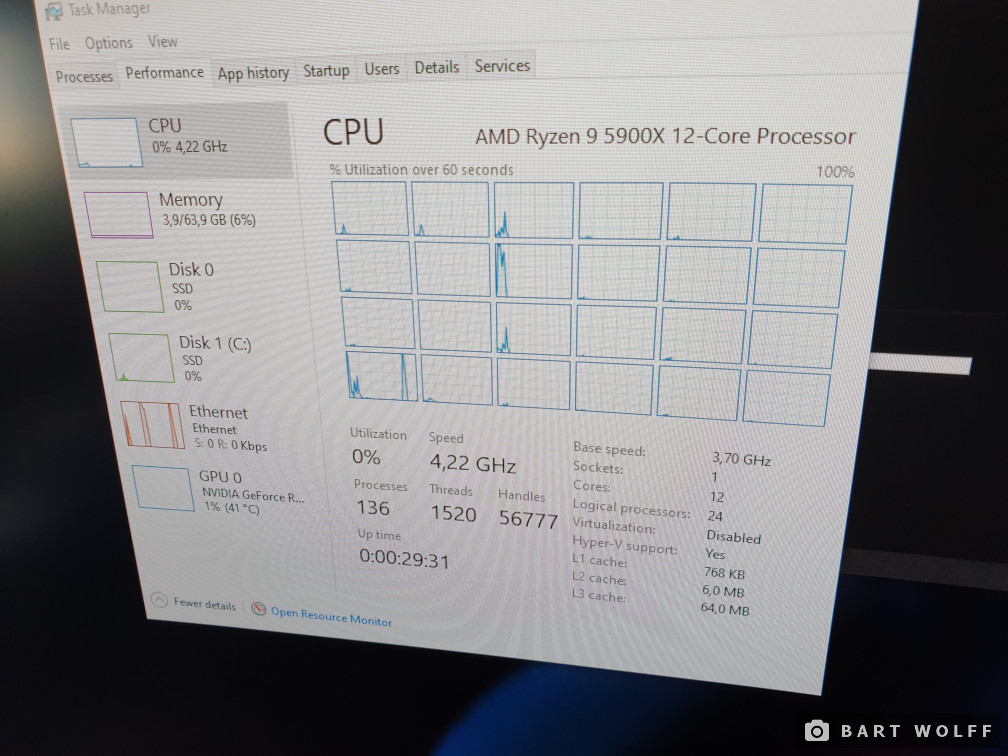 Task Manager
File Options View
Processes Performance App history Startup Users Details Services
CPU
0% 4,22 GHz
Memory
3,9/63,9 GB (6%)
Disk 0
SSD
0%
Disk 1 (C:)
SSD
0%
Ethernet
Ethernet
S: 0 R: 0 Kbps
GPU 0
NVIDIA GeForce R...
1% (41 °C)
CPU AMD Ryzen 9 5900X 12-Core Processor
% Utilization over 60 seconds 100%
Utilization Speed
0% 4,22 GHz
Processes Threads Handles
136 1520 56777
Up time
0:00:29:31
Base speed: 3,70 GHz
Sockets: 1
Cores: 12
Logical processors: 24
Virtualization: Disabled
Hyper-V support: Yes
L1 cache: 768 KB
L2 cache: 6,0 MB
L3 cache: 64,0 MB
Fewer details Open Resource Monitor
BART WOLFF